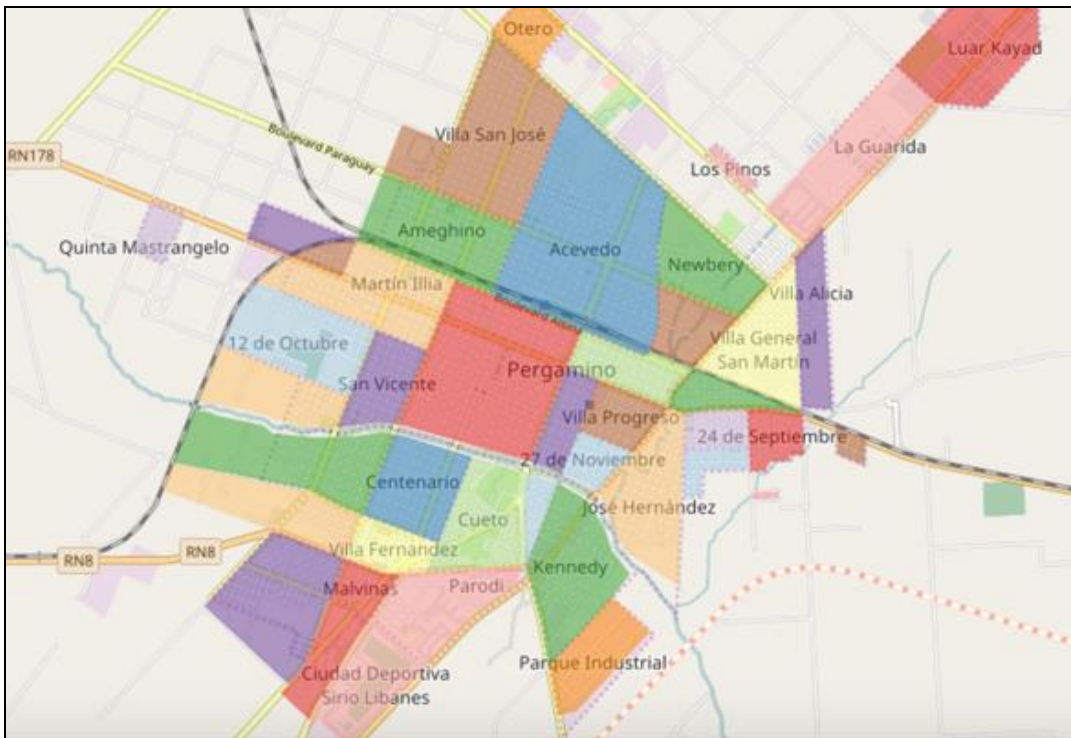 Otero
Luar Kayad
Villa San José
Boulevard Paraguay
La Guarida
RN178
Los Pinos
Ameghino
Quinta Mastrangelo
Acevedo
Newbery
Martín Illia
Villa Alicia
Boulevard Alsina
12 de Octubre
Villa General
San Martín
Pergamino
San Vicente
Villa Progreso
24 de Septiembre
27 de Noviembre
Centenario
José Hernández
Cueto
Villa Fernandez
RN8
RN8
Kennedy
Malvinas
Parodi
Parque Industrial
Ciudad Deportiva
Sirio Libanes